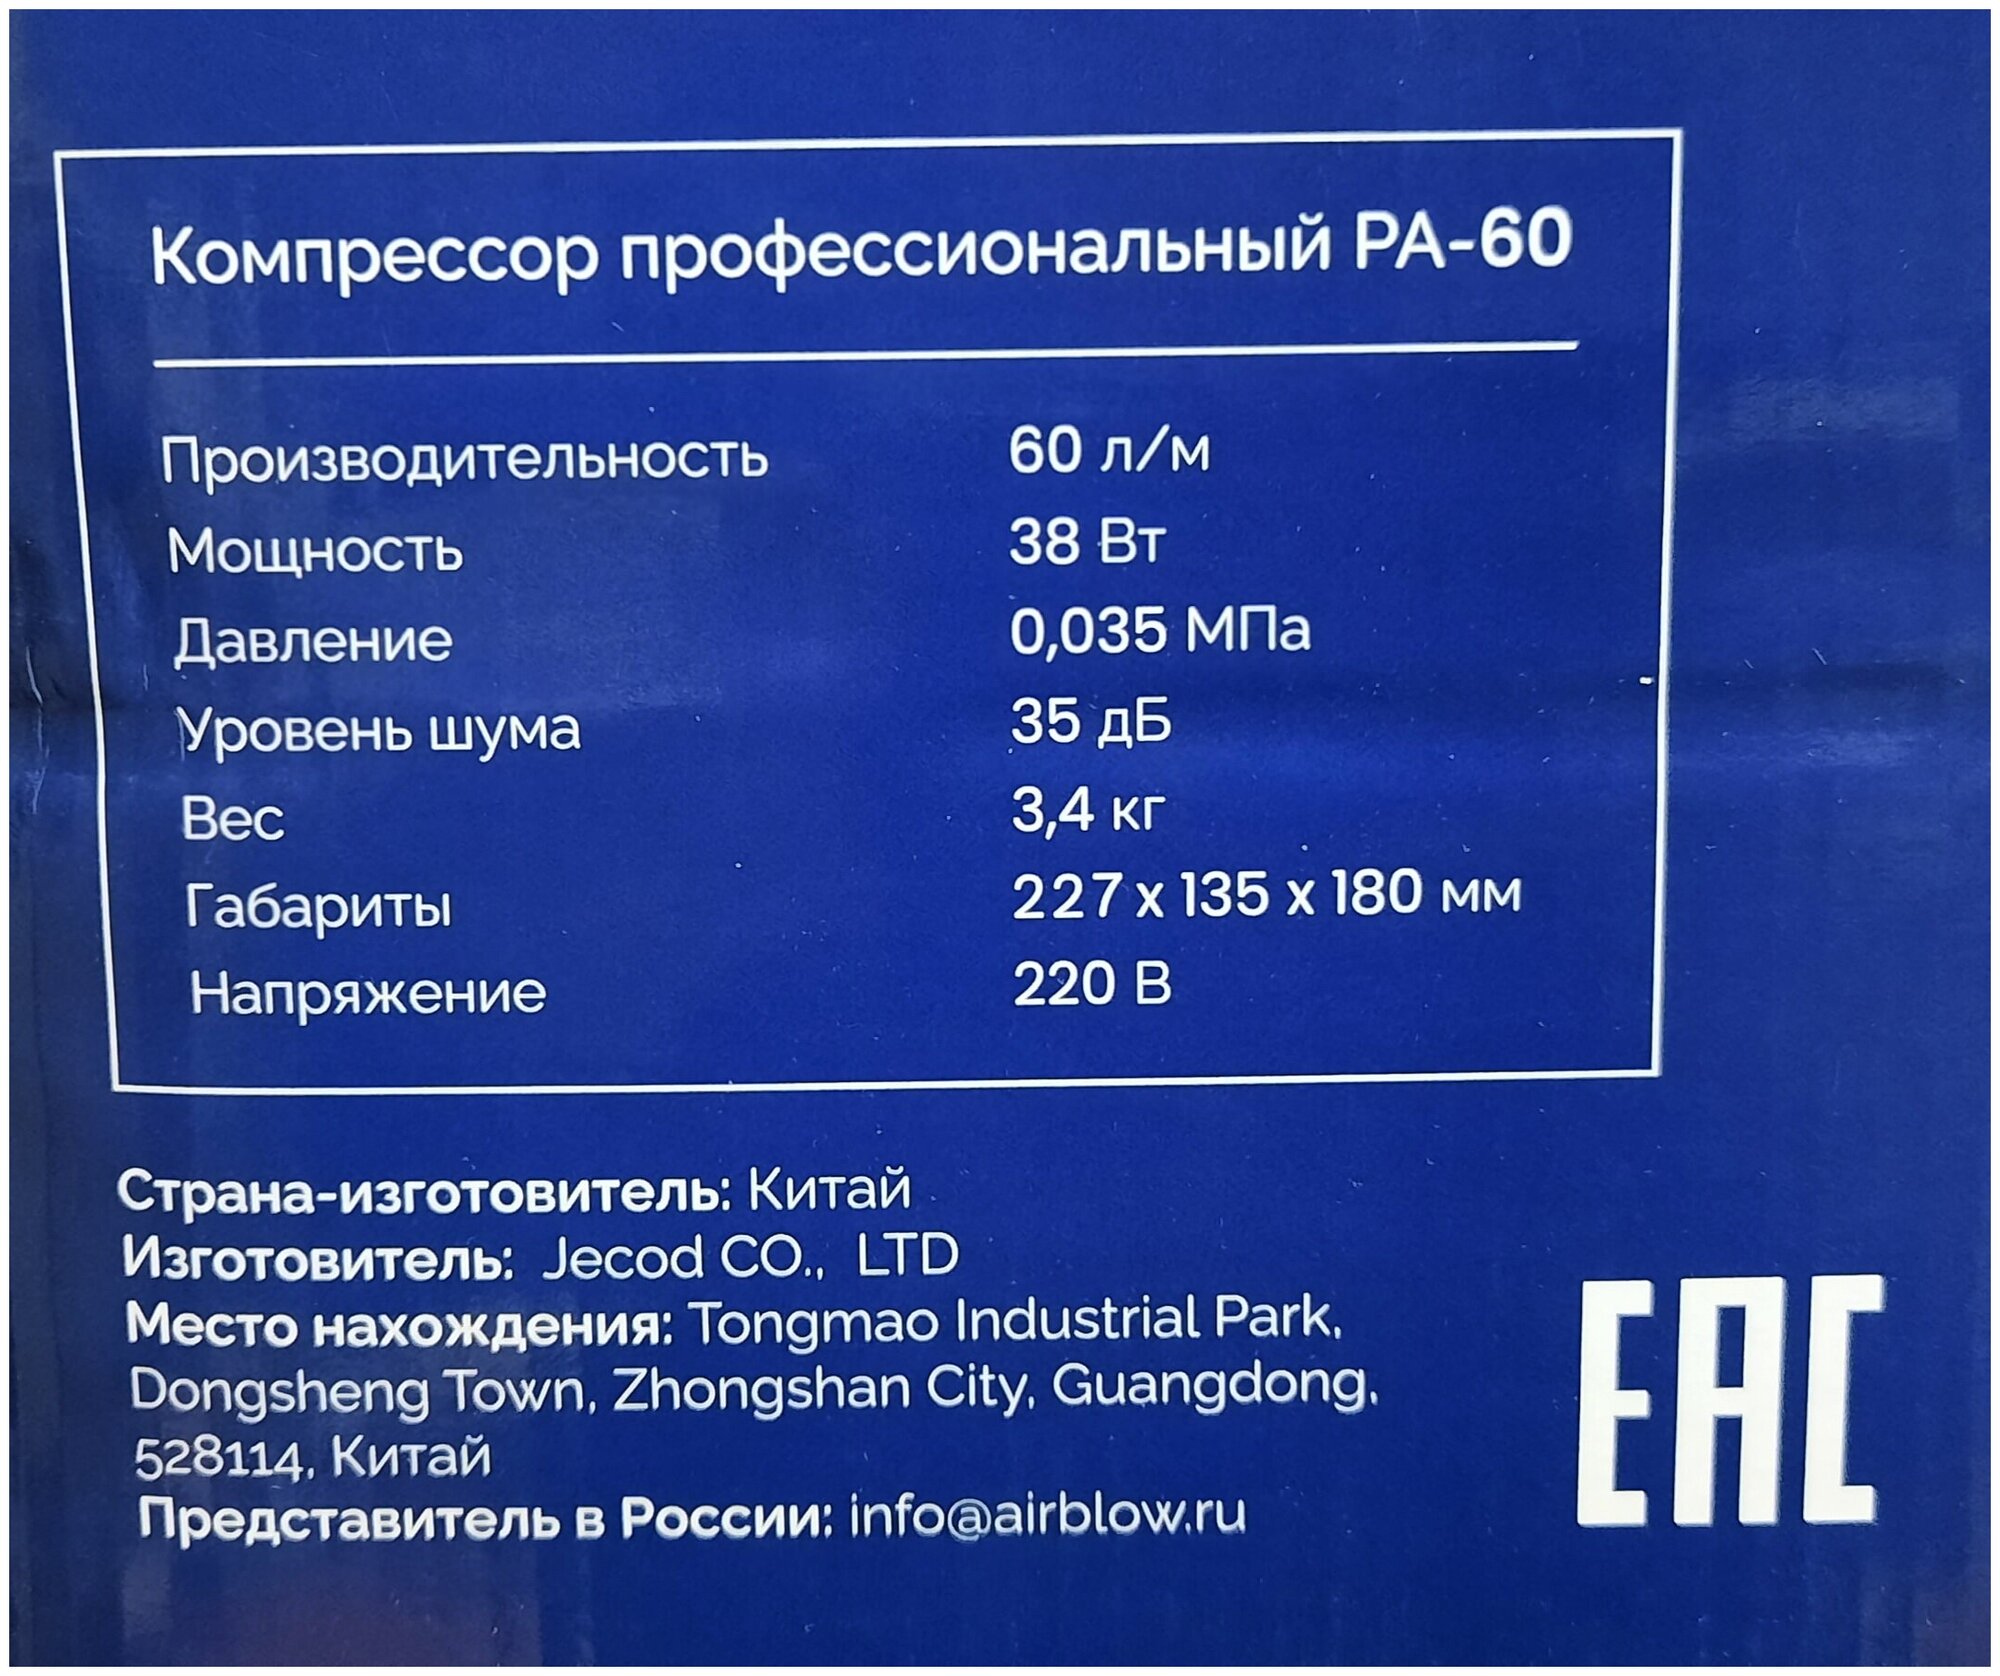 Компрессор профессиональный PA-60
Производительность 60 л/м
Мощность 38 Вт
Давление 0,035 МПа
Уровень шума 35 дБ
Вес 3,4 кг
Габариты 227 x 135 x 180 мм
Напряжение 220 В
Страна-изготовитель: Китай
Изготовитель: Jecod CO., LTD
Место нахождения: Tongmao Industrial Park,
Dongsheng Town, Zhongshan City, Guangdong,
528114, Китай
Представитель в России: info@airblow.ru
EAC